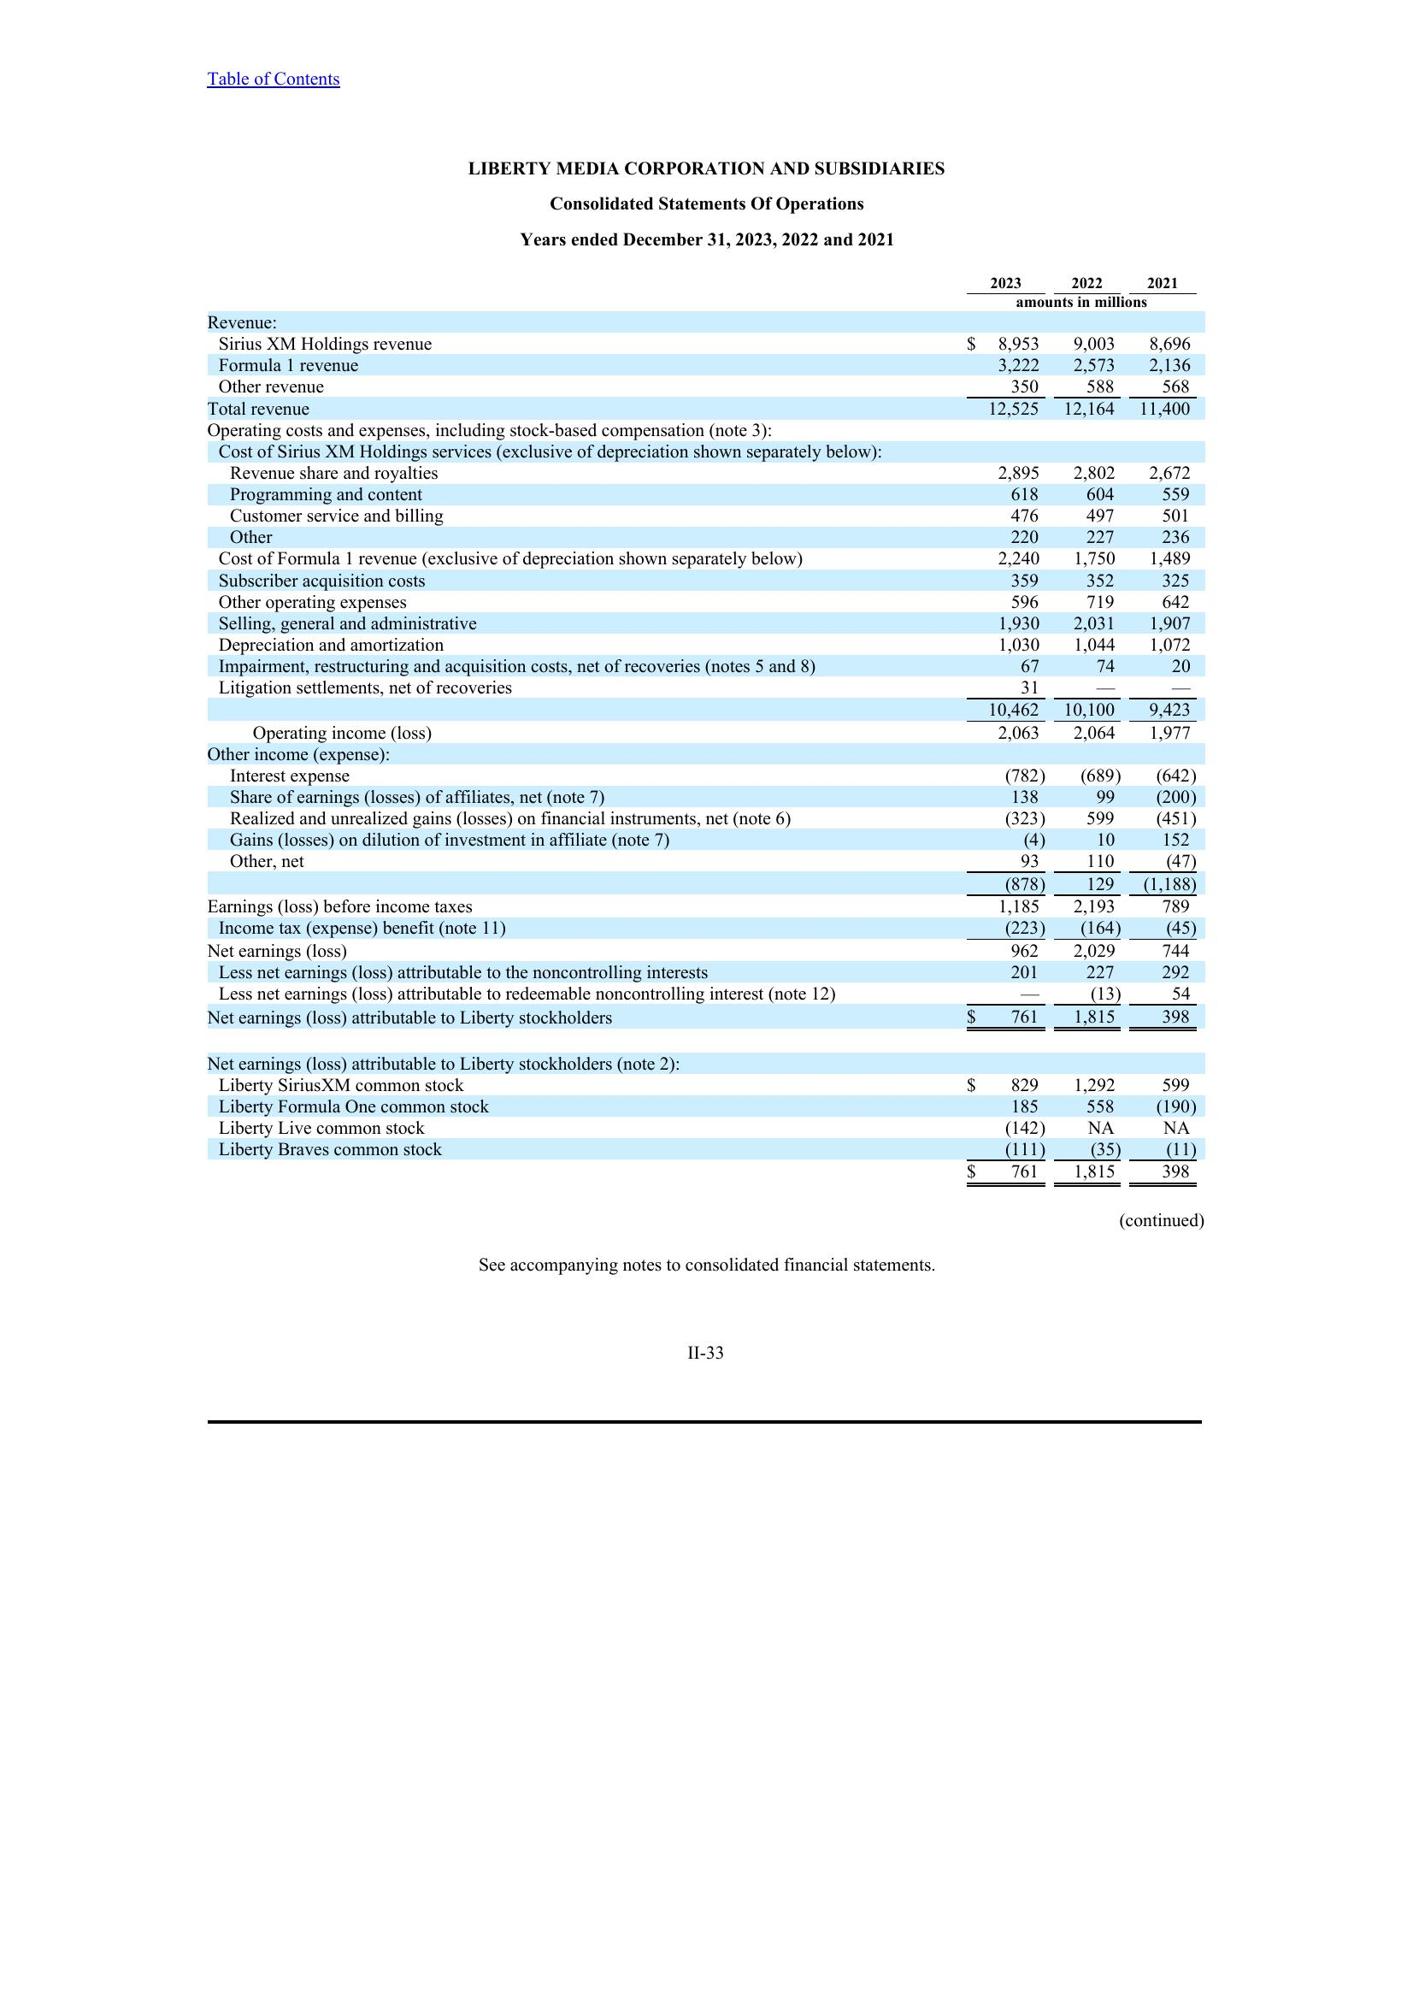 Table of Contents
LIBERTY MEDIA CORPORATION AND SUBSIDIARIES
Consolidated Statements Of Operations
Years ended December 31, 2023, 2022 and 2021
2023 2022 2021
amounts in millions
Revenue:
Sirius XM Holdings revenue $ 8,953 9,003 8,696
Formula 1 revenue 3,222 2,573 2,136
Other revenue 350 588 568
Total revenue 12,525 12,164 11,400
Operating costs and expenses, including stock-based compensation (note 3):
Cost of Sirius XM Holdings services (exclusive of depreciation shown separately below):
Revenue share and royalties 2,895 2,802 2,672
Programming and content 618 604 559
Customer service and billing 476 497 501
Other 220 227 236
Cost of Formula 1 revenue (exclusive of depreciation shown separately below) 2,240 1,750 1,489
Subscriber acquisition costs 359 352 325
Other operating expenses 596 719 642
Selling, general and administrative 1,930 2,031 1,907
Depreciation and amortization 1,030 1,044 1,072
Impairment, restructuring and acquisition costs, net of recoveries (notes 5 and 8) 67 74 20
Litigation settlements, net of recoveries 31 — —
10,462 10,100 9,423
Operating income (loss) 2,063 2,064 1,977
Other income (expense):
Interest expense (782) (689) (642)
Share of earnings (losses) of affiliates, net (note 7) 138 99 (200)
Realized and unrealized gains (losses) on financial instruments, net (note 6) (323) 599 (451)
Gains (losses) on dilution of investment in affiliate (note 7) (4) 10 152
Other, net 93 110 (47)
(878) 129 (1,188)
Earnings (loss) before income taxes 1,185 2,193 789
Income tax (expense) benefit (note 11) (223) (164) (45)
Net earnings (loss) 962 2,029 744
Less net earnings (loss) attributable to the noncontrolling interests 201 227 292
Less net earnings (loss) attributable to redeemable noncontrolling interest (note 12) — (13) 54
Net earnings (loss) attributable to Liberty stockholders $ 761 1,815 398
Net earnings (loss) attributable to Liberty stockholders (note 2):
Liberty SiriusXM common stock $ 829 1,292 599
Liberty Formula One common stock 185 558 (190)
Liberty Live common stock (142) NA NA
Liberty Braves common stock (111) (35) (11)
$ 761 1,815 398
(continued)
See accompanying notes to consolidated financial statements.
II-33